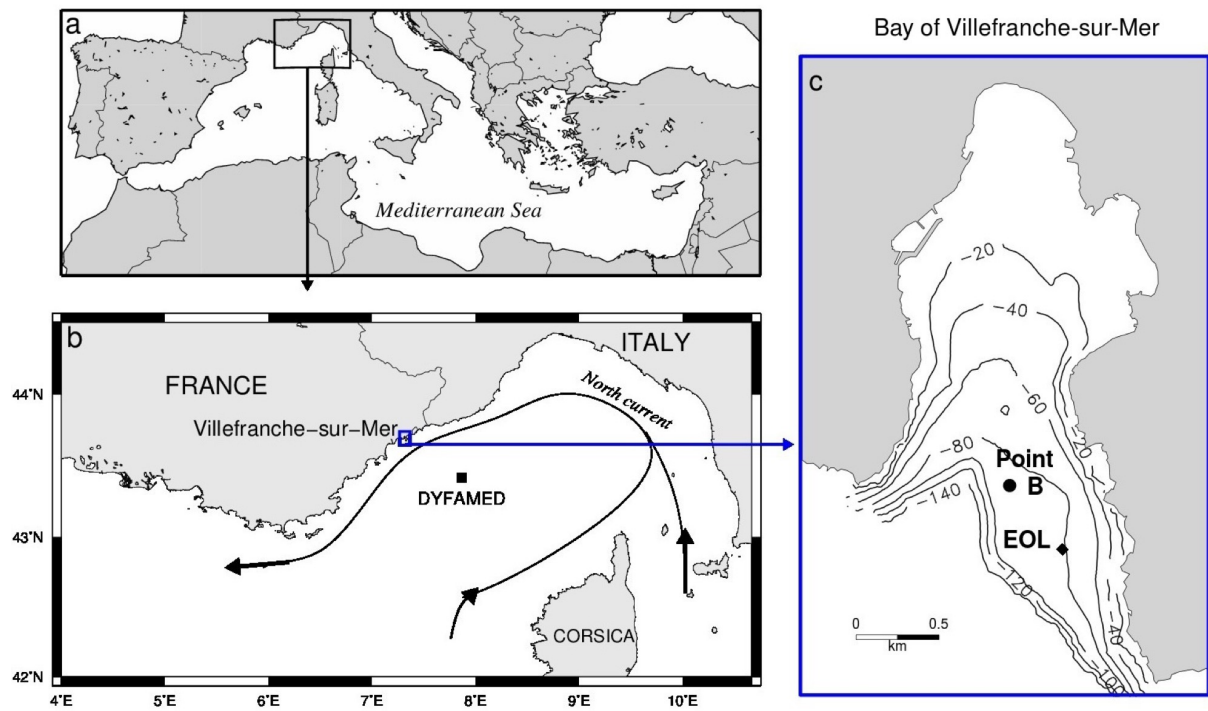 a
Mediterranean Sea
b
ITALY
FRANCE
North current
Villefranche-sur-Mer
DYFAMED
CORSICA
44°N
43°N
42°N
4°E
5°E
6°E
7°E
8°E
9°E
10°E
Bay of Villefranche-sur-Mer
c
-20
-40
-60
-80
-120
-140
Point
B
EOL
-120
-40
-100
0
0.5
km